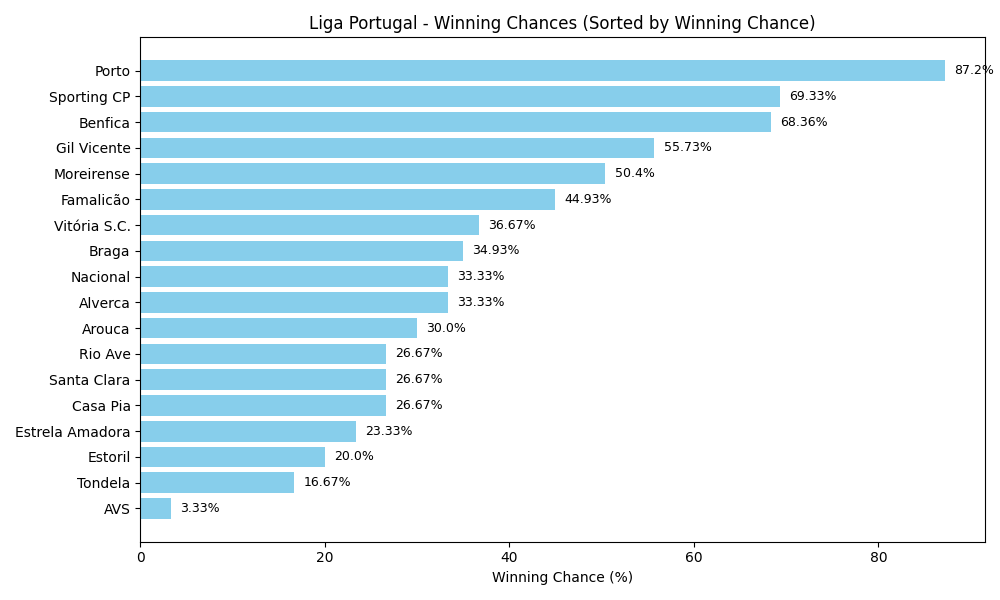 Liga Portugal - Winning Chances (Sorted by Winning Chance)
Porto 87.2%
Sporting CP 69.33%
Benfica 68.36%
Gil Vicente 55.73%
Moreirense 50.4%
Famalicão 44.93%
Vitória S.C. 36.67%
Braga 34.93%
Nacional 33.33%
Alverca 33.33%
Arouca 30.0%
Rio Ave 26.67%
Santa Clara 26.67%
Casa Pia 26.67%
Estrela Amadora 23.33%
Estoril 20.0%
Tondela 16.67%
AVS 3.33%
0 20 40 60 80
Winning Chance (%)